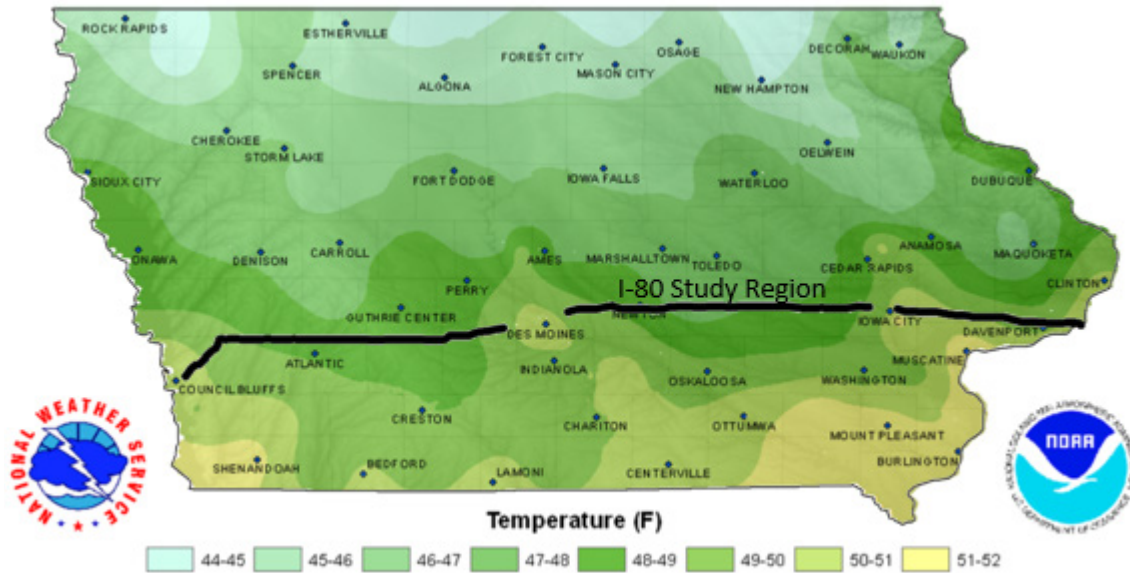 ROCK RAPIDS
ESTHERVILLE
FOREST CITY
OSAGE
DECORAH
WAUKON
SPENCER
ALGONA
MASON CITY
NEW HAMPTON
CHEROKEE
STORM LAKE
OELWEIN
SIOUX CITY
FORT DODGE
IOWA FALLS
WATERLOO
DUBUQUE
ONAWA
DENISON
CARROLL
AMES
MARSHALLTOWN
TOLEDO
CEDAR RAPIDS
ANAMOSA
MAQUOKETA
PERRY
I-80 Study Region
CLINTON
GUTHRIE CENTER
NEWTON
IOWA CITY
DES MOINES
DAVENPORT
ATLANTIC
INDIANOLA
OSKALOOSA
WASHINGTON
MUSCATINE
COUNCIL BLUFFS
CRESTON
CHARITON
OTTUMWA
MOUNT PLEASANT
SHENANDOAH
BEDFORD
LAMONI
CENTERVILLE
BURLINGTON
NATIONAL WEATHER SERVICE
NOAA
Temperature (F)
44-45 45-46 46-47 47-48 48-49 49-50 50-51 51-52